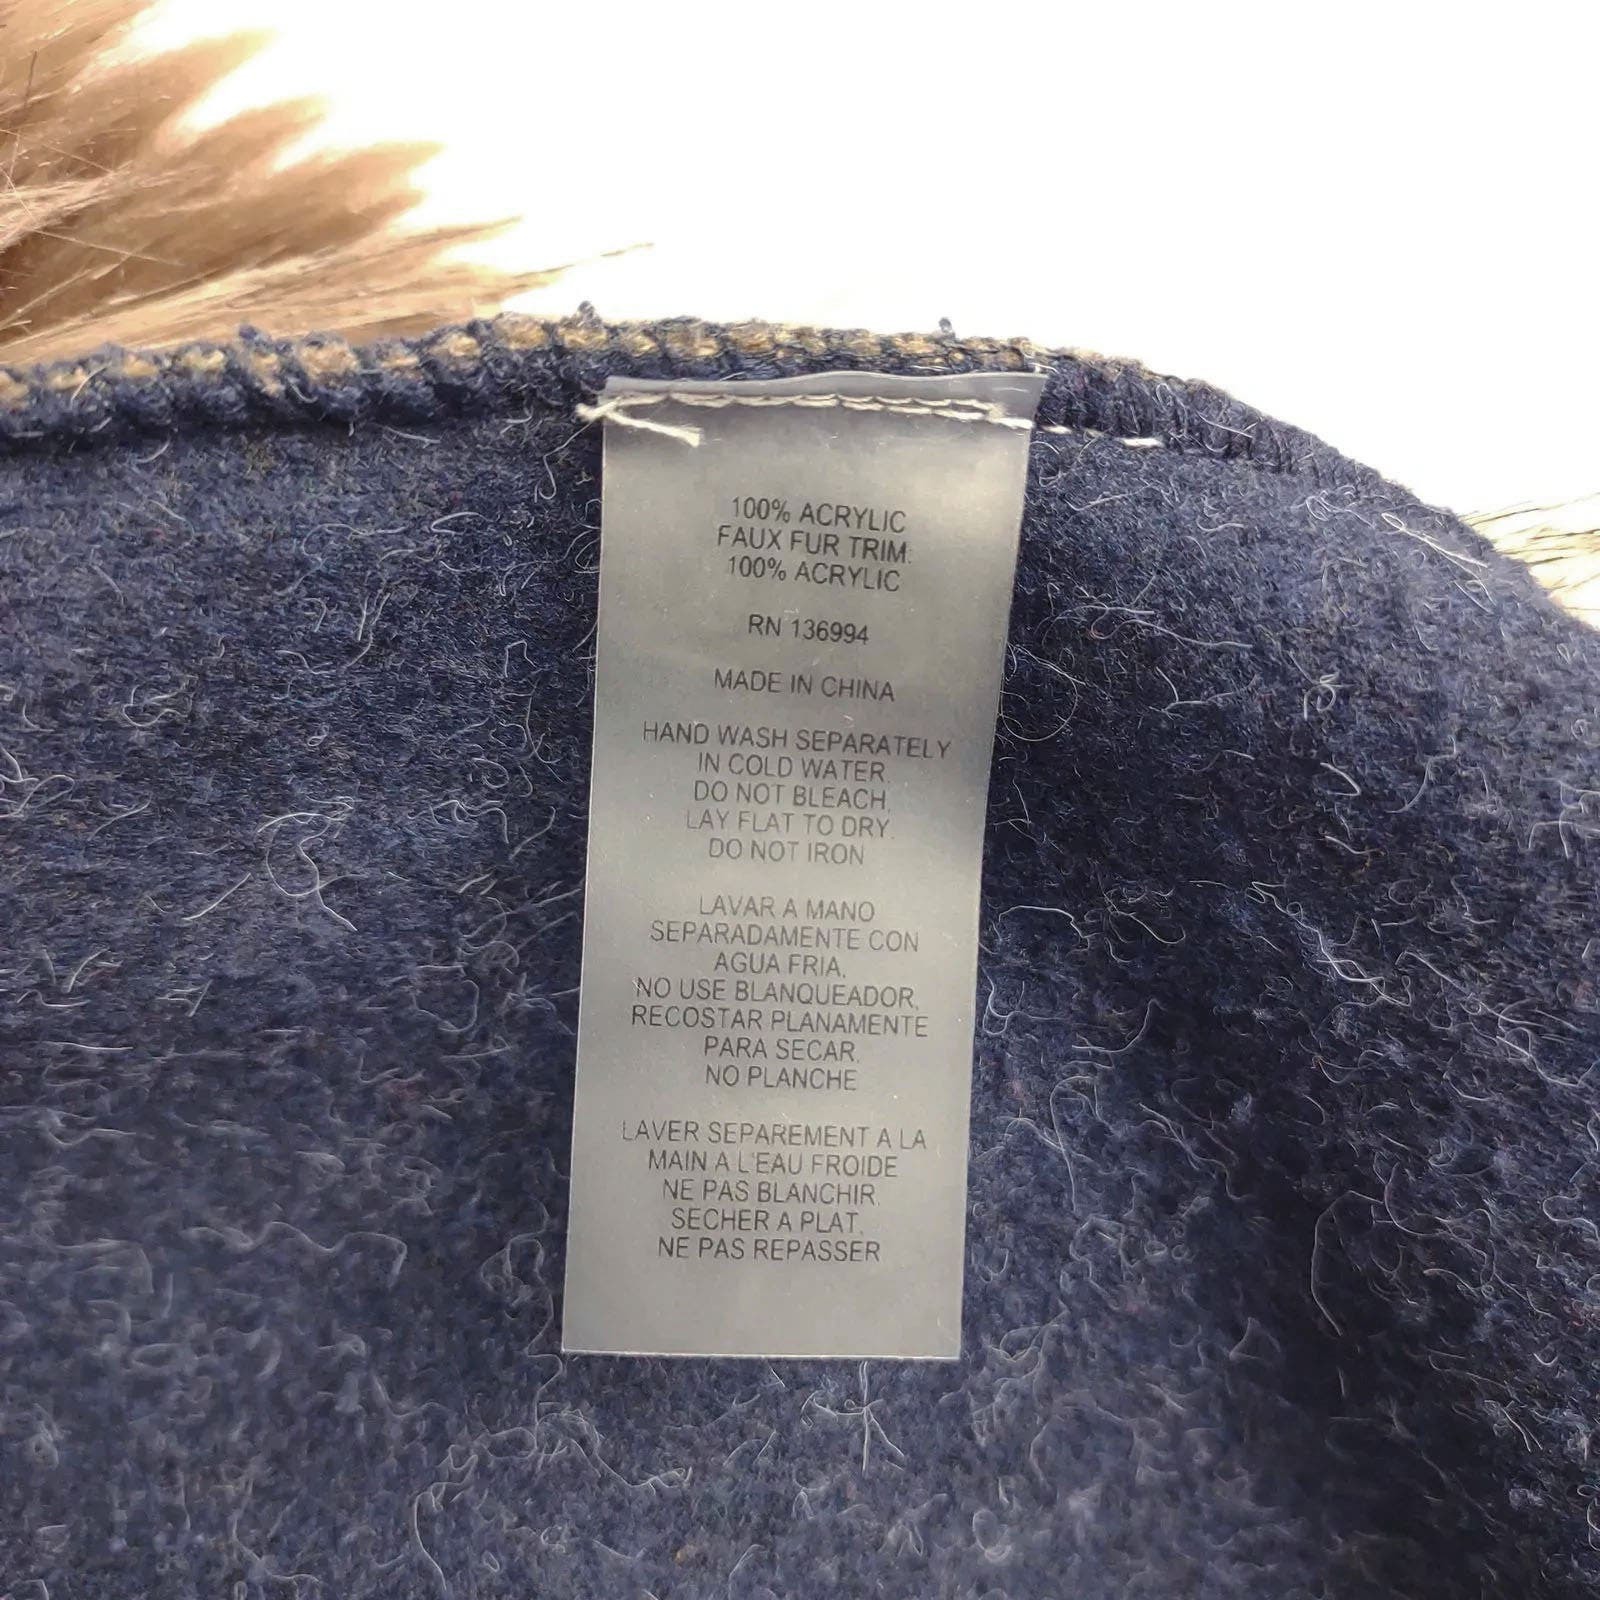 100% ACRYLIC
FAUX FUR TRIM:
100% ACRYLIC
RN 136994
MADE IN CHINA
HAND WASH SEPARATELY
IN COLD WATER.
DO NOT BLEACH,
LAY FLAT TO DRY.
DO NOT IRON
LAVAR A MANO
SEPARADAMENTE CON
AGUA FRIA,
NO USE BLANQUEADOR,
RECOSTAR PLANAMENTE
PARA SECAR.
NO PLANCHE
LAVER SEPAREMENT A LA
MAIN A L'EAU FROIDE
NE PAS BLANCHIR
SECHER A PLAT,
NE PAS REPASSER